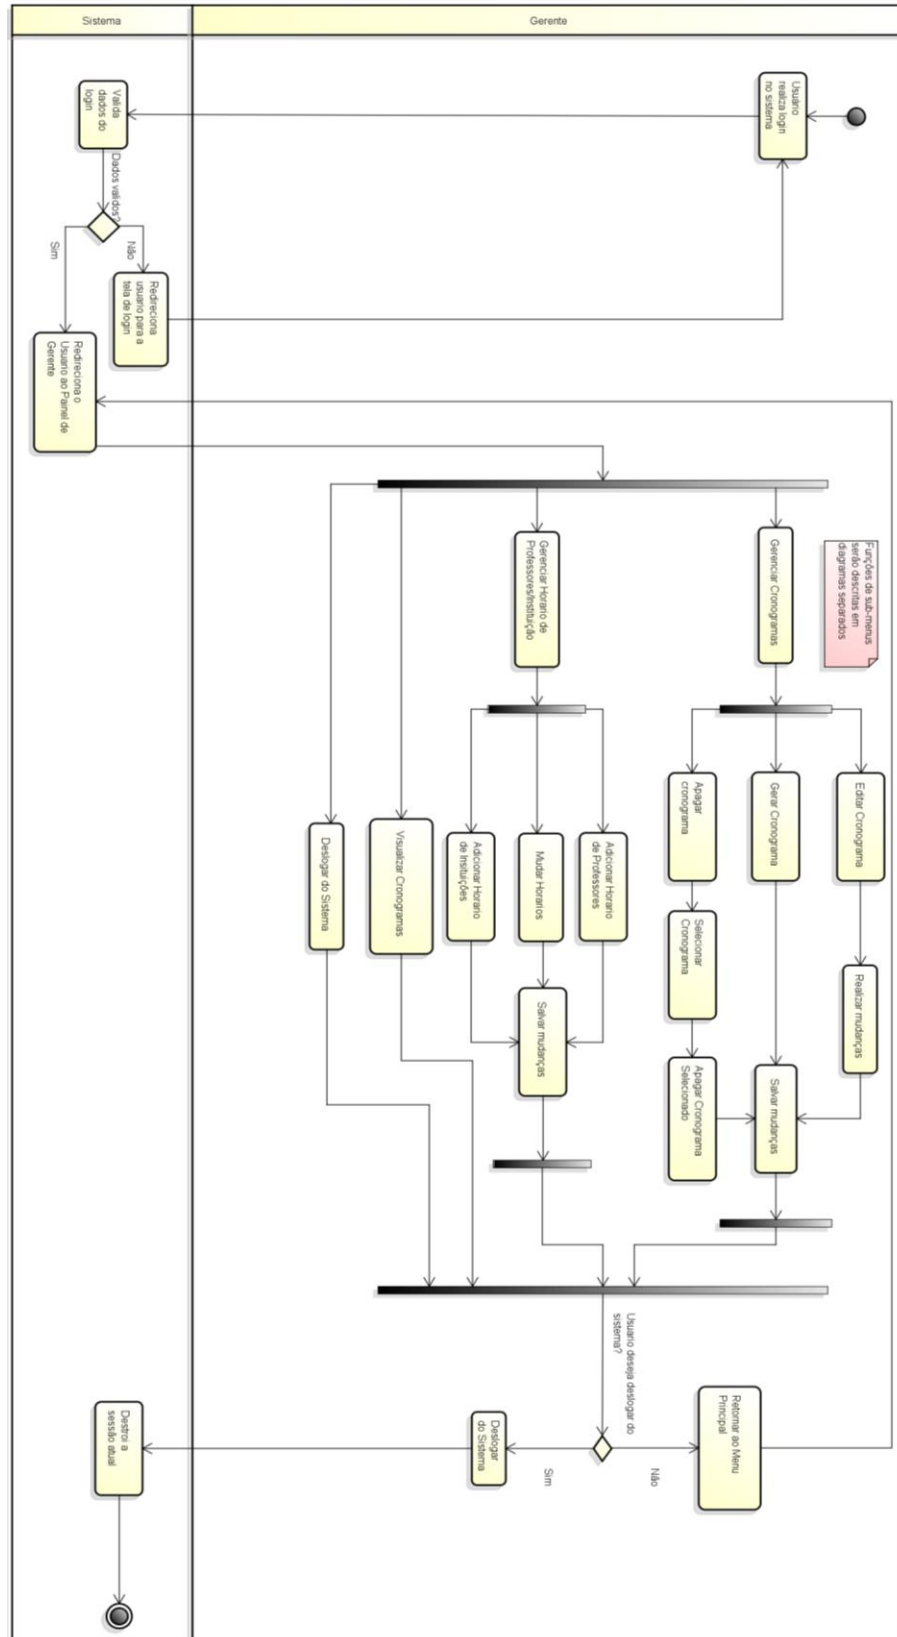 Sistema
Gerente
Usuário
realiza login
no sistema
Valida
dados do
login
Dados validos?
Não
Sim
Redireciona
usuario para a
tela de login
Redireciona o
Usuario ao Painel de
Gerente
Funções de sub-menus
serão descritas em
diagramas separados
Gerenciar Cronogramas
Gerenciar Horario de
Professores/Instituição
Editar Cronograma
Gerar Cronograma
Apagar
cronograma
Adicionar Horario
de Professores
Mudar Horarios
Adicionar Horario
de Insituições
Visualizar Cronogramas
Deslogar do Sistema
Selecionar
Cronograma
Realizar mudanças
Salvar mudanças
Salvar mudanças
Apagar Cronograma
Selecionado
Usuario deseja deslogar do
sistema?
Retornar ao Menu
Principal
Não
Sim
Deslogar
do Sistema
Destroi a
sessão atual